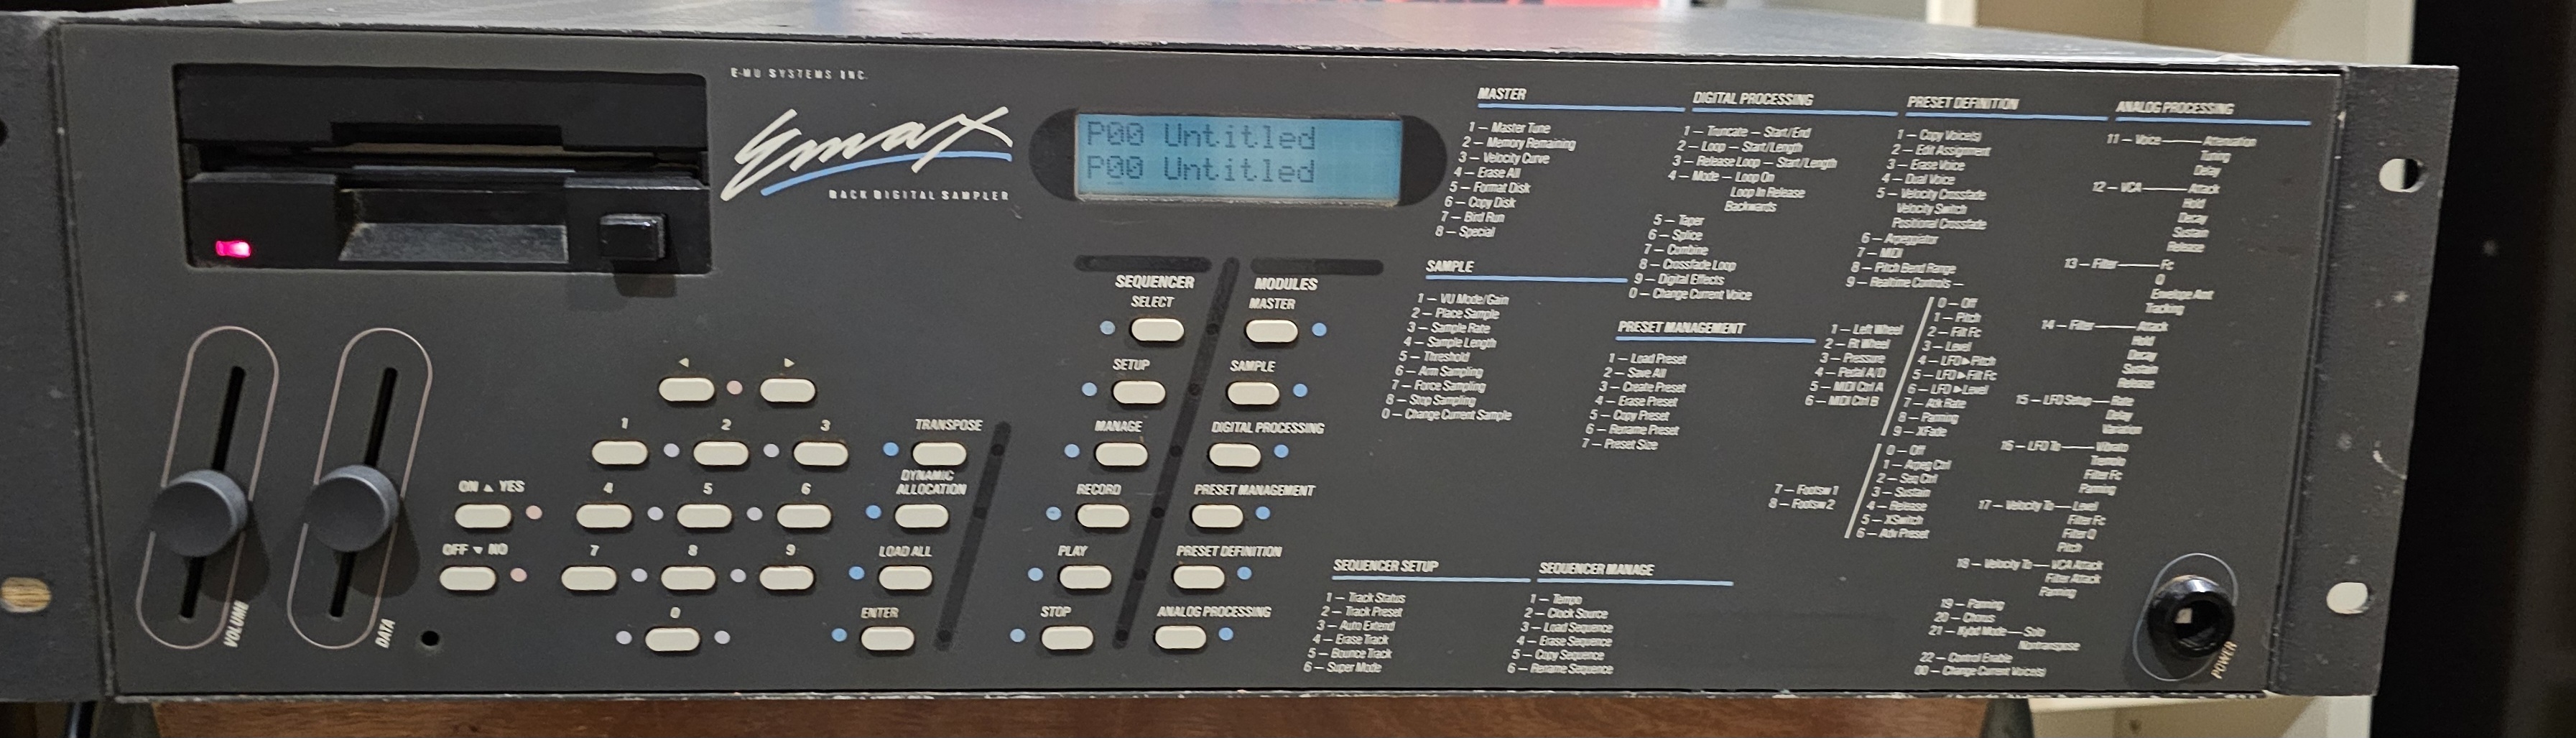 E-MU SYSTEMS INC.
Emax
RACK DIGITAL SAMPLER
P00 Untitled
P00 Untitled
VOLUME
DATA
ON ▲ YES
OFF ▼ NO
◄ ►
1 2 3
4 5 6
7 8 9
0
TRANSPOSE
DYNAMIC
ALLOCATION
LOAD ALL
ENTER
SEQUENCER
SELECT
SETUP
MANAGE
RECORD
PLAY
STOP
MODULES
MASTER
SAMPLE
DIGITAL PROCESSING
PRESET MANAGEMENT
PRESET DEFINITION
ANALOG PROCESSING
MASTER
1 — Master Tune
2 — Memory Remaining
3 — Velocity Curve
4 — Erase All
5 — Format Disk
6 — Copy Disk
7 — Bird Run
8 — Special
SAMPLE
1 — VU Mode/Gain
2 — Place Sample
3 — Sample Rate
4 — Sample Length
5 — Threshold
6 — Arm Sampling
7 — Force Sampling
8 — Stop Sampling
0 — Change Current Sample
DIGITAL PROCESSING
1 — Truncate — Start/End
2 — Loop — Start/Length
3 — Release Loop — Start/Length
4 — Mode — Loop On
Loop In Release
Backwards
5 — Taper
6 — Splice
7 — Combine
8 — Crossfade Loop
9 — Digital Effects
0 — Change Current Voice
PRESET MANAGEMENT
1 — Load Preset
2 — Save All
3 — Create Preset
4 — Erase Preset
5 — Copy Preset
6 — Rename Preset
7 — Preset Size
PRESET DEFINITION
1 — Copy Voice(s)
2 — Edit Assignment
3 — Erase Voice
4 — Dual Voice
5 — Velocity Crossfade
Velocity Switch
Positional Crossfade
6 — Arpeggiator
7 — MIDI
8 — Pitch Bend Range
9 — Realtime Controls —
1 — Left Wheel
2 — Rt Wheel
3 — Pressure
4 — Pedal A/D
5 — MIDI Ctrl A
6 — MIDI Ctrl B
0 — Off
1 — Pitch
2 — Filt Fc
3 — Level
4 — LFO►Pitch
5 — LFO►Filt Fc
6 — LFO►Level
7 — Atk Rate
8 — Panning
9 — XFade
7 — Footsw 1
8 — Footsw 2
0 — Off
1 — Arpeg Ctrl
2 — Seq Ctrl
3 — Sustain
4 — Release
5 — XSwitch
6 — Adv Preset
ANALOG PROCESSING
11 — Voice — Attenuation
Tuning
Delay
12 — VCA — Attack
Hold
Decay
Sustain
Release
13 — Filter — Fc
Q
Envelope Amt
Tracking
14 — Filter — Attack
Hold
Decay
Sustain
Release
15 — LFO Setup — Rate
Delay
Variation
16 — LFO To — Vibrato
Tremolo
Filter Fc
Panning
17 — Velocity To — Level
Filter Fc
Filter Q
Pitch
18 — Velocity To — VCA Attack
Filter Attack
Panning
19 — Panning
20 — Chorus
21 — Kybd Mode — Solo
Nontranspose
22 — Control Enable
00 — Change Current Voice(s)
SEQUENCER SETUP
1 — Track Status
2 — Track Preset
3 — Auto Extend
4 — Erase Track
5 — Bounce Track
6 — Super Mode
SEQUENCER MANAGE
1 — Tempo
2 — Clock Source
3 — Load Sequence
4 — Erase Sequence
5 — Copy Sequence
6 — Rename Sequence
POWER